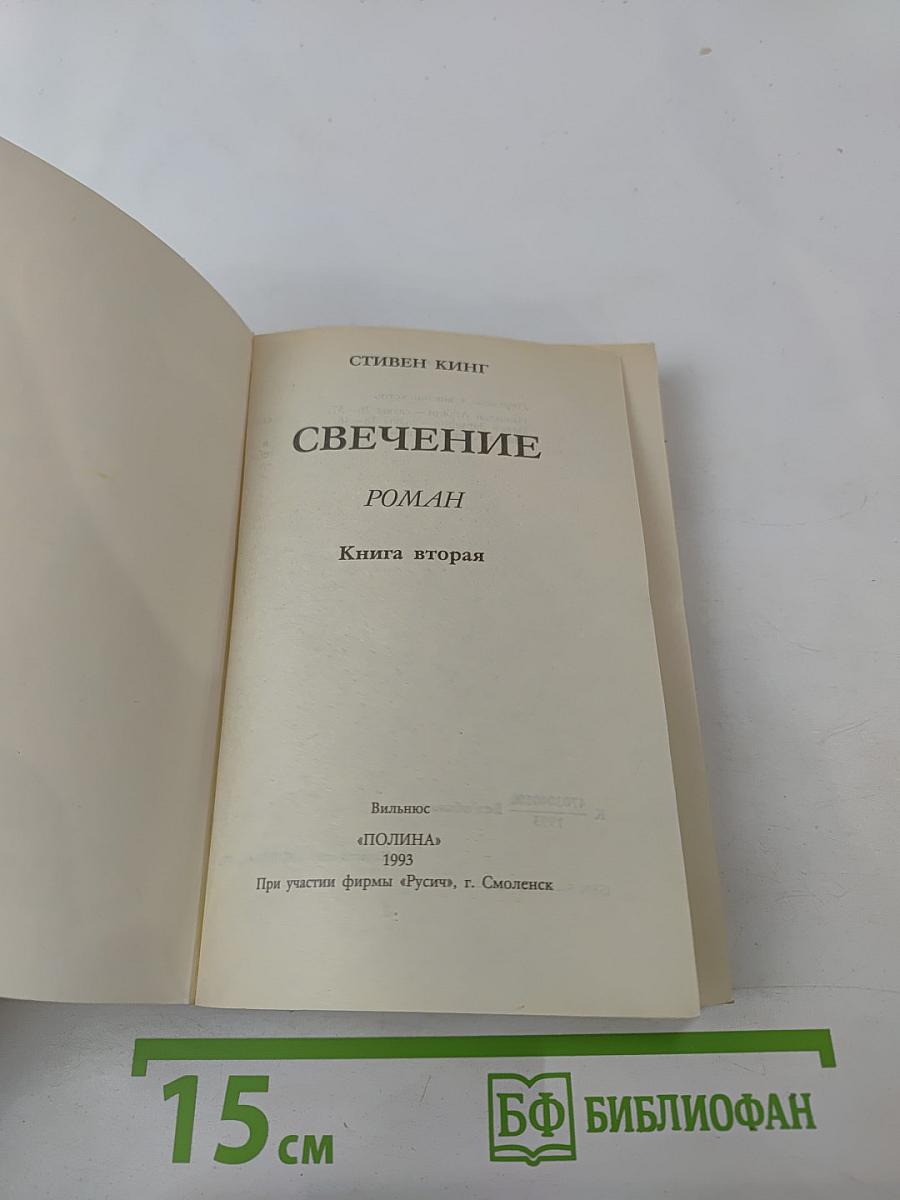 СТИВЕН КИНГ
СВЕЧЕНИЕ
РОМАН
Книга вторая
Вильнюс
«ПОЛИНА»
1993
При участии фирмы «Русич», г. Смоленск
15 см
БФ БИБЛИОФАН